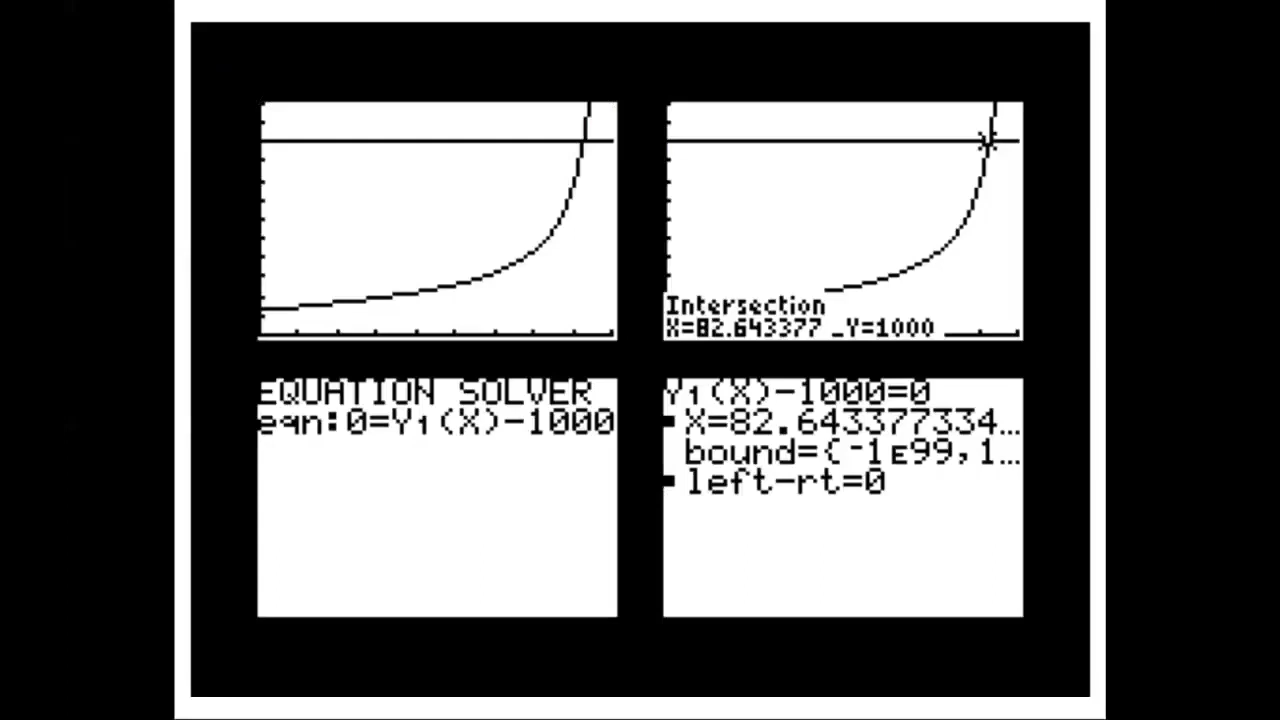 Intersection
X=82.643377 Y=1000
EQUATION SOLVER
eqn:0=Y₁(X)-1000
Y₁(X)-1000=0
X=82.643377334…
bound={⁻1ᴇ99,1…
left-rt=0